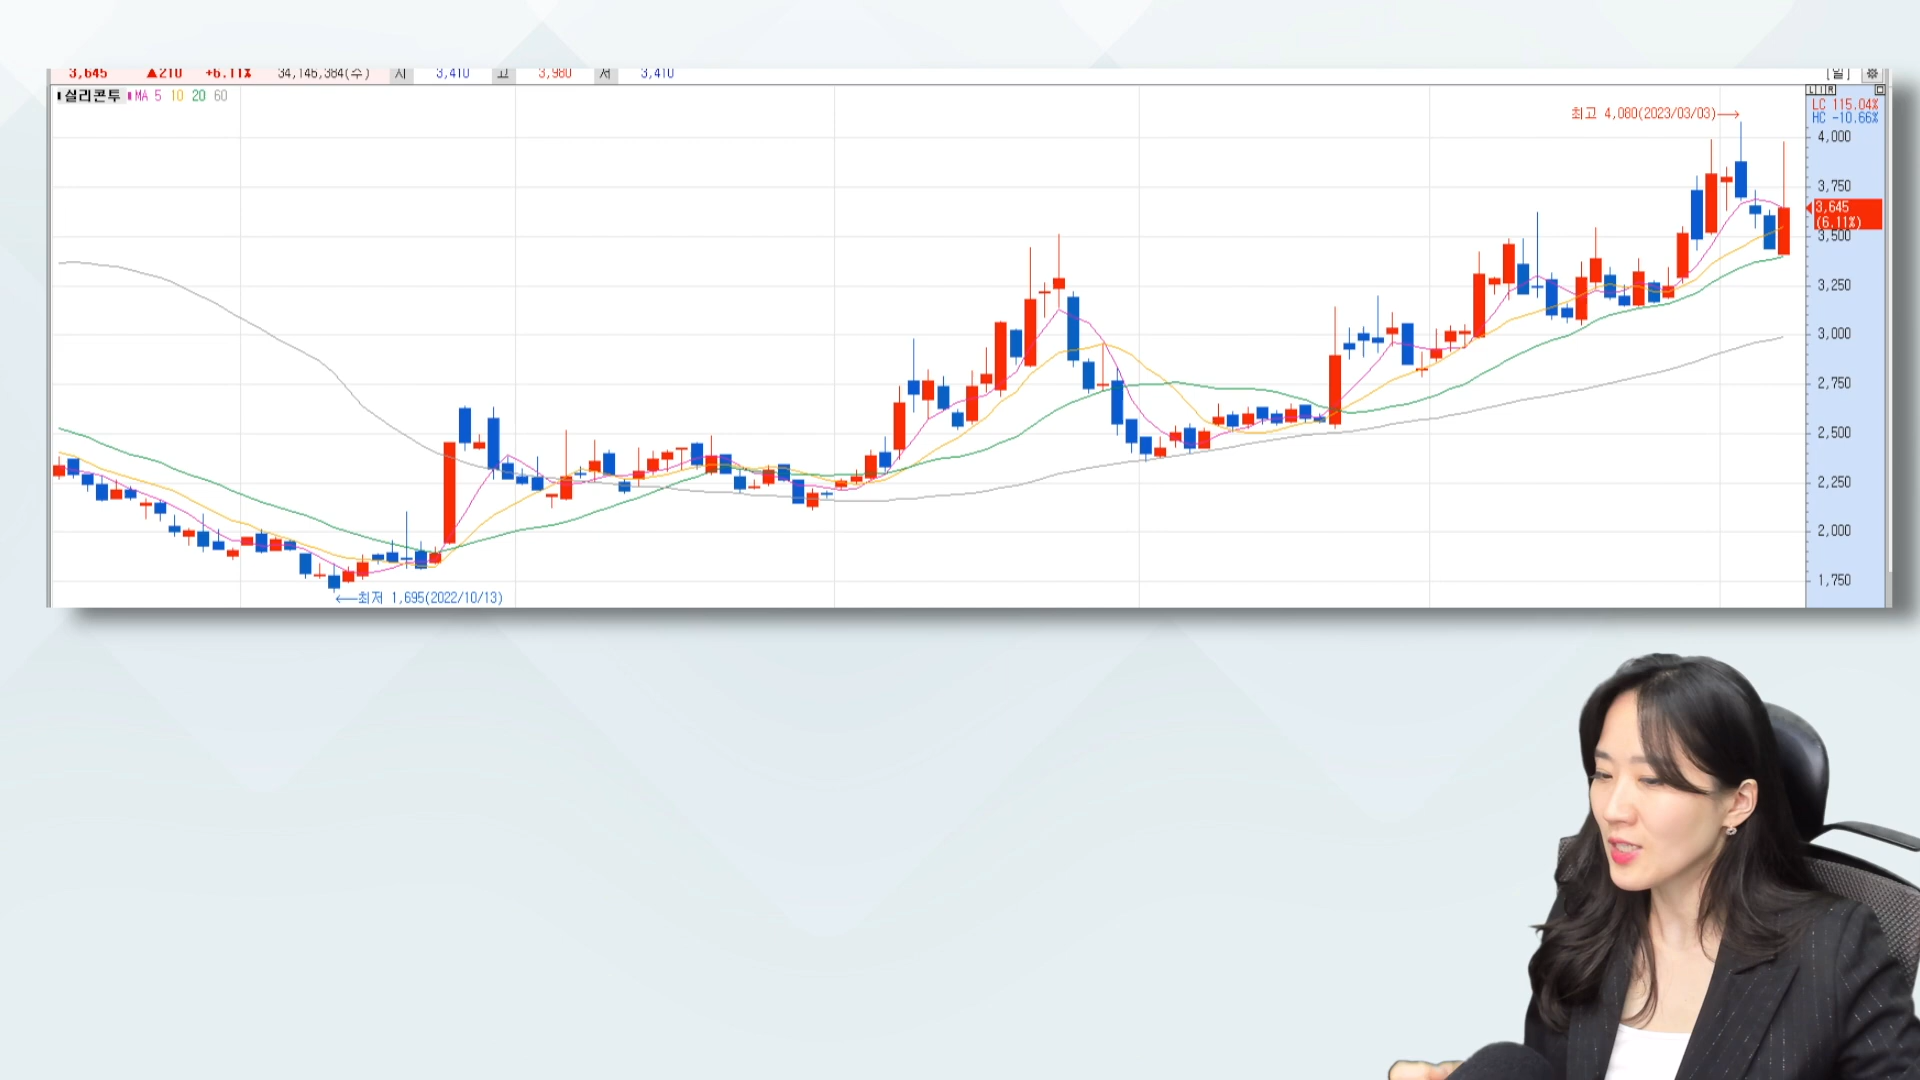 3,645 ▲210 +6.11% 34,146,384(주) 시 3,410 고 3,980 저 3,410 [일]
실리콘투 MA 5 10 20 60
L I R
LC 115.04%
HC -10.66%
최고 4,080(2023/03/03)→
4,000
3,750
3,645
(6.11%)
3,500
3,250
3,000
2,750
2,500
2,250
2,000
1,750
←최저 1,695(2022/10/13)